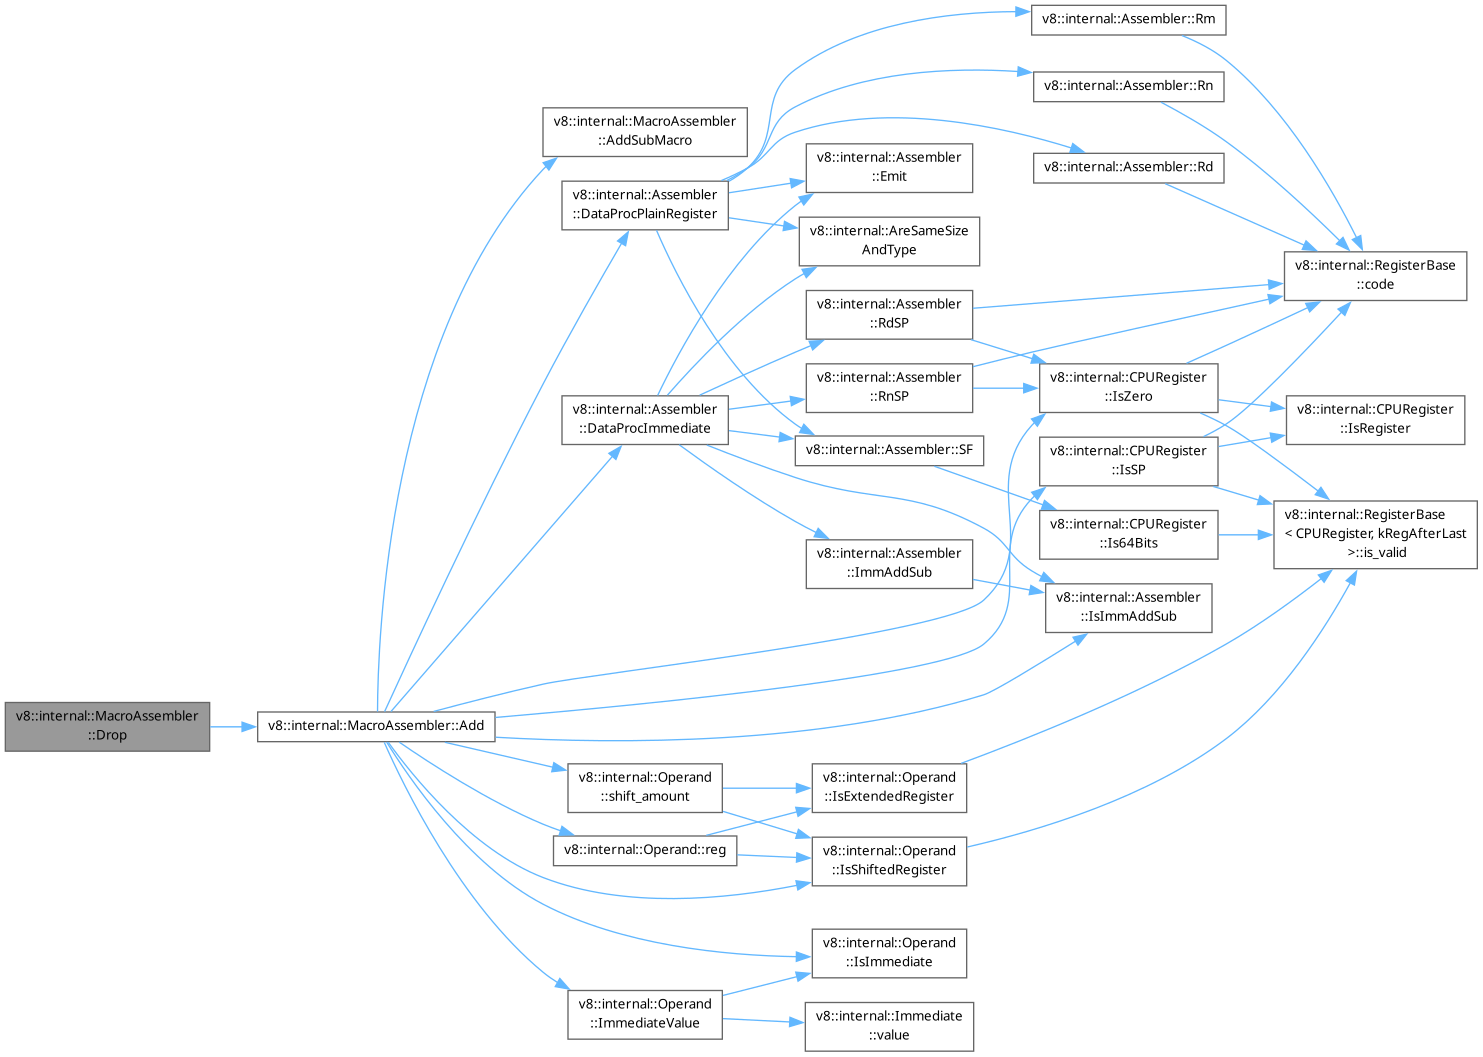 v8::internal::MacroAssembler
::Drop
v8::internal::MacroAssembler::Add
v8::internal::MacroAssembler
::AddSubMacro
v8::internal::Assembler
::DataProcPlainRegister
v8::internal::Assembler
::DataProcImmediate
v8::internal::Operand
::shift_amount
v8::internal::Operand::reg
v8::internal::Operand
::ImmediateValue
v8::internal::Assembler
::Emit
v8::internal::AreSameSize
AndType
v8::internal::Assembler
::RdSP
v8::internal::Assembler
::RnSP
v8::internal::Assembler::SF
v8::internal::Assembler
::ImmAddSub
v8::internal::Operand
::IsExtendedRegister
v8::internal::Operand
::IsShiftedRegister
v8::internal::Operand
::IsImmediate
v8::internal::Immediate
::value
v8::internal::Assembler::Rm
v8::internal::Assembler::Rn
v8::internal::Assembler::Rd
v8::internal::CPURegister
::IsZero
v8::internal::CPURegister
::IsSP
v8::internal::CPURegister
::Is64Bits
v8::internal::Assembler
::IsImmAddSub
v8::internal::RegisterBase
::code
v8::internal::CPURegister
::IsRegister
v8::internal::RegisterBase
< CPURegister, kRegAfterLast
>::is_valid